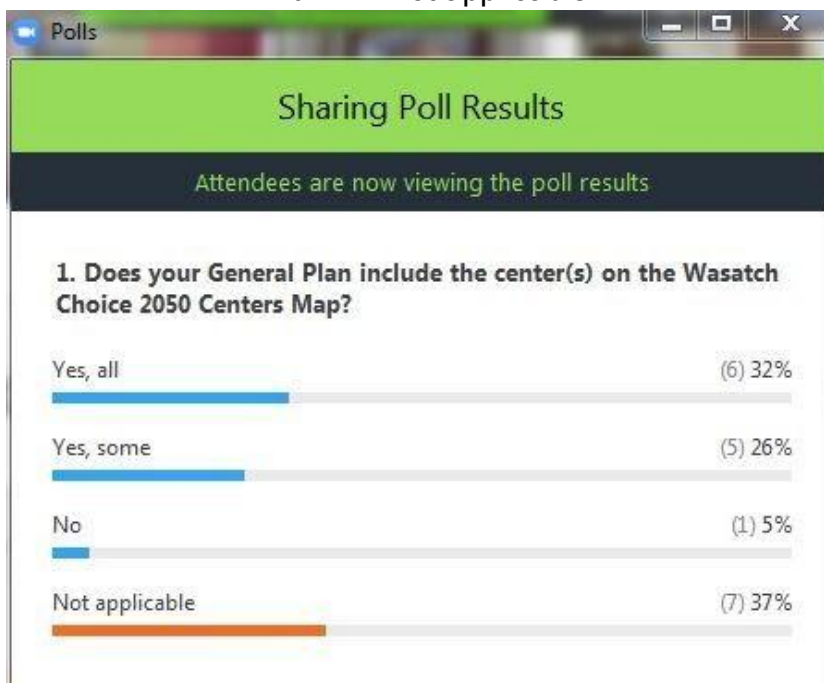 Polls
Sharing Poll Results
Attendees are now viewing the poll results
1. Does your General Plan include the center(s) on the Wasatch
Choice 2050 Centers Map?
Yes, all (6) 32%
Yes, some (5) 26%
No (1) 5%
Not applicable (7) 37%